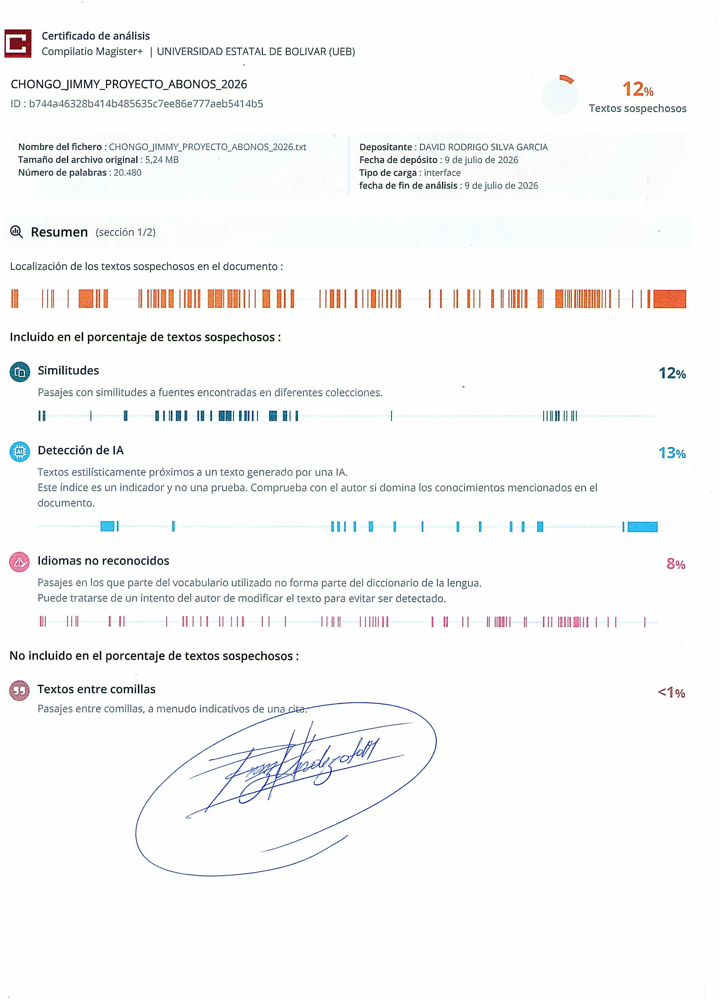 Certificado de análisis
Compilatio Magister+ | UNIVERSIDAD ESTATAL DE BOLIVAR (UEB)
CHONGO_JIMMY_PROYECTO_ABONOS_2026
ID : b744a46328b414b485635c7ee86e777aeb5414b5
12%
Textos sospechosos
Nombre del fichero : CHONGO_JIMMY_PROYECTO_ABONOS_2026.txt
Tamaño del archivo original : 5,24 MB
Número de palabras : 20.480
Depositante : DAVID RODRIGO SILVA GARCIA
Fecha de depósito : 9 de julio de 2026
Tipo de carga : interface
fecha de fin de análisis : 9 de julio de 2026
Resumen (sección 1/2)
Localización de los textos sospechosos en el documento :
Incluido en el porcentaje de textos sospechosos :
Similitudes
12%
Pasajes con similitudes a fuentes encontradas en diferentes colecciones.
AI
Detección de IA
13%
Textos estilísticamente próximos a un texto generado por una IA.
Este índice es un indicador y no una prueba. Comprueba con el autor si domina los conocimientos mencionados en el
documento.
Idiomas no reconocidos
8%
Pasajes en los que parte del vocabulario utilizado no forma parte del diccionario de la lengua.
Puede tratarse de un intento del autor de modificar el texto para evitar ser detectado.
No incluido en el porcentaje de textos sospechosos :
Textos entre comillas
<1%
Pasajes entre comillas, a menudo indicativos de una cita.